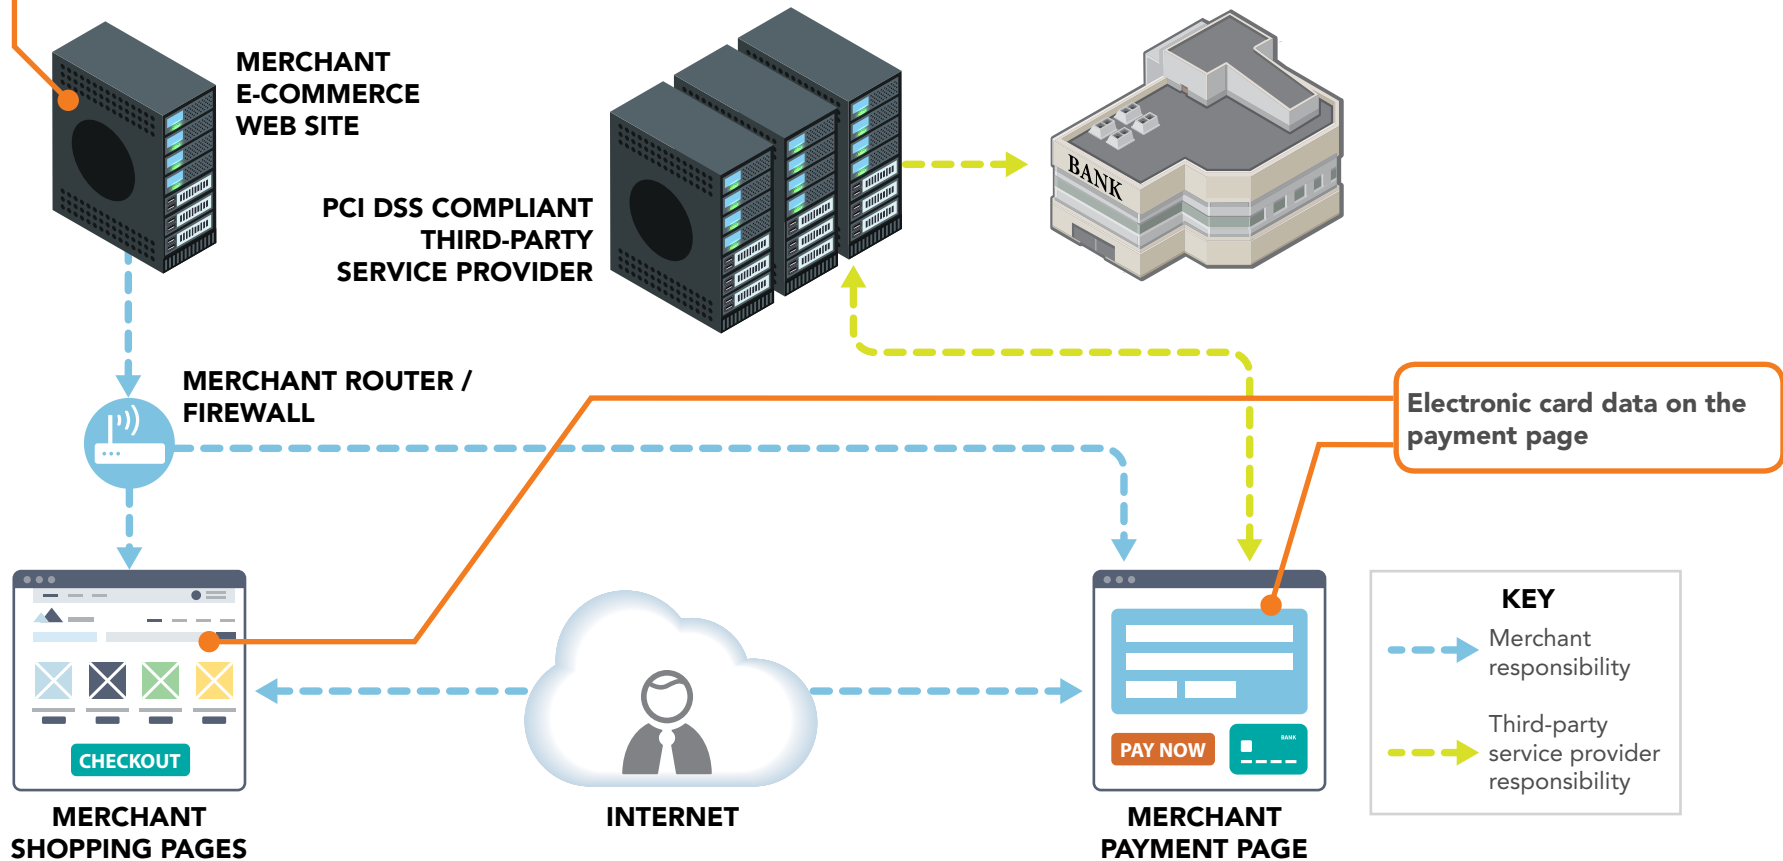 MERCHANT
E-COMMERCE
WEB SITE
PCI DSS COMPLIANT
THIRD-PARTY
SERVICE PROVIDER
BANK
MERCHANT ROUTER /
FIREWALL
Electronic card data on the
payment page
CHECKOUT
MERCHANT
SHOPPING PAGES
INTERNET
BANK
PAY NOW
MERCHANT
PAYMENT PAGE
KEY
Merchant
responsibility
Third-party
service provider
responsibility